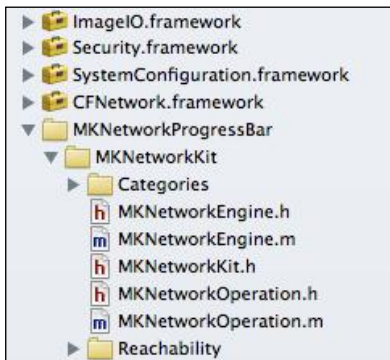 ImageIO.framework
Security.framework
SystemConfiguration.framework
CFNetwork.framework
MKNetworkProgressBar
MKNetworkKit
Categories
h MKNetworkEngine.h
m MKNetworkEngine.m
h MKNetworkKit.h
h MKNetworkOperation.h
m MKNetworkOperation.m
Reachability